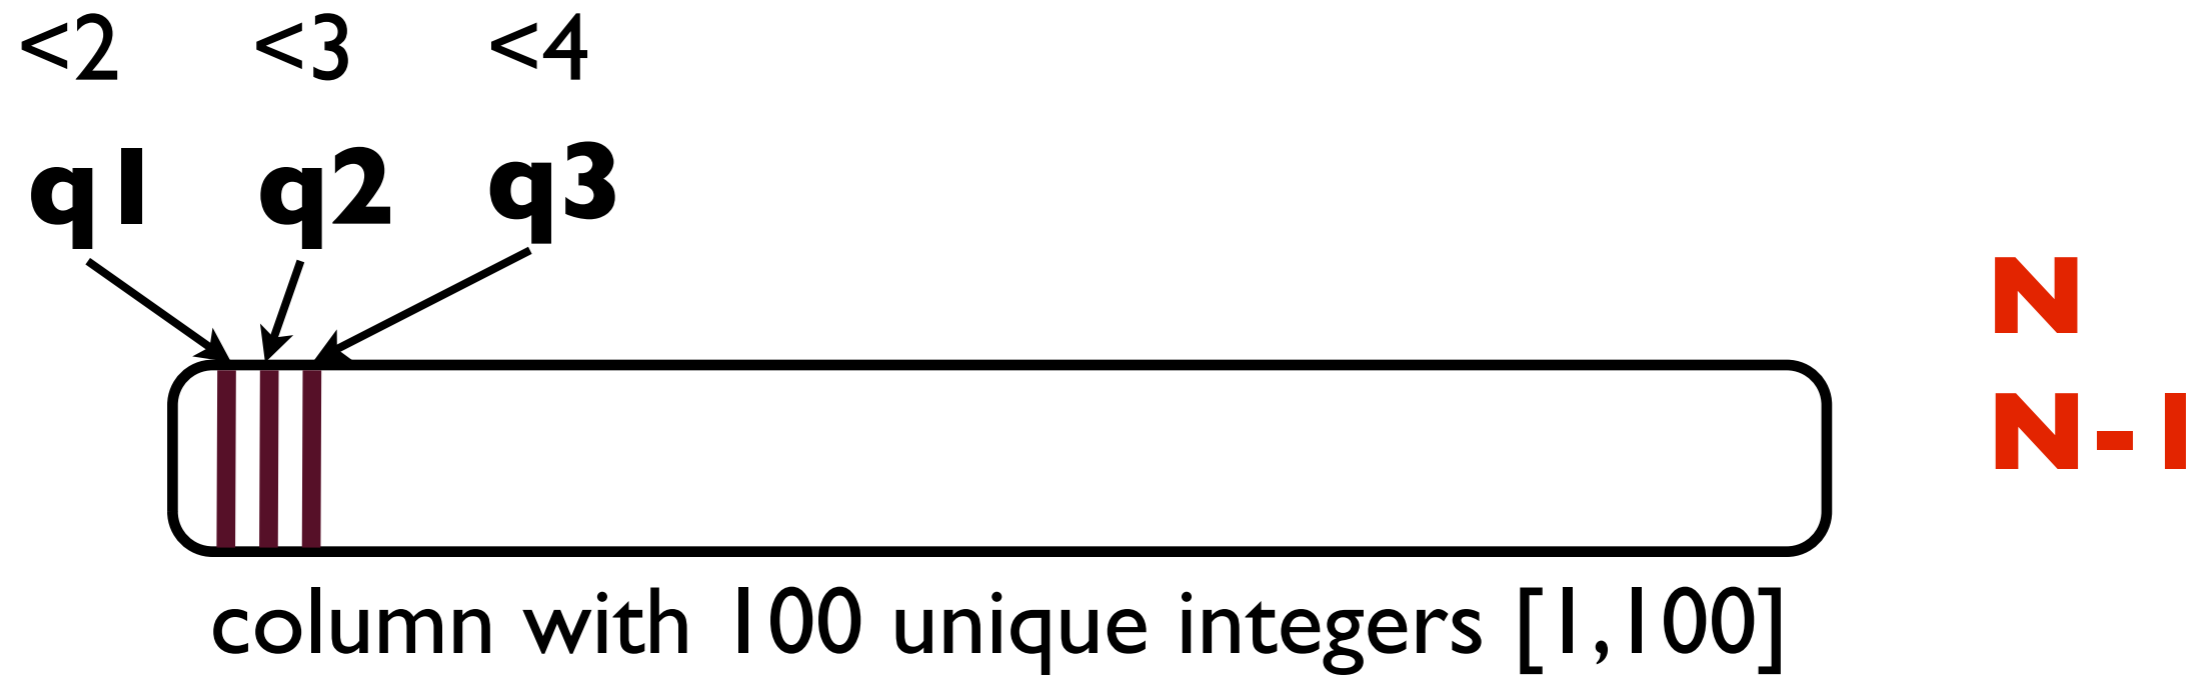 <2 <3 <4
q1 q2 q3
N
N-1
column with 100 unique integers [1,100]